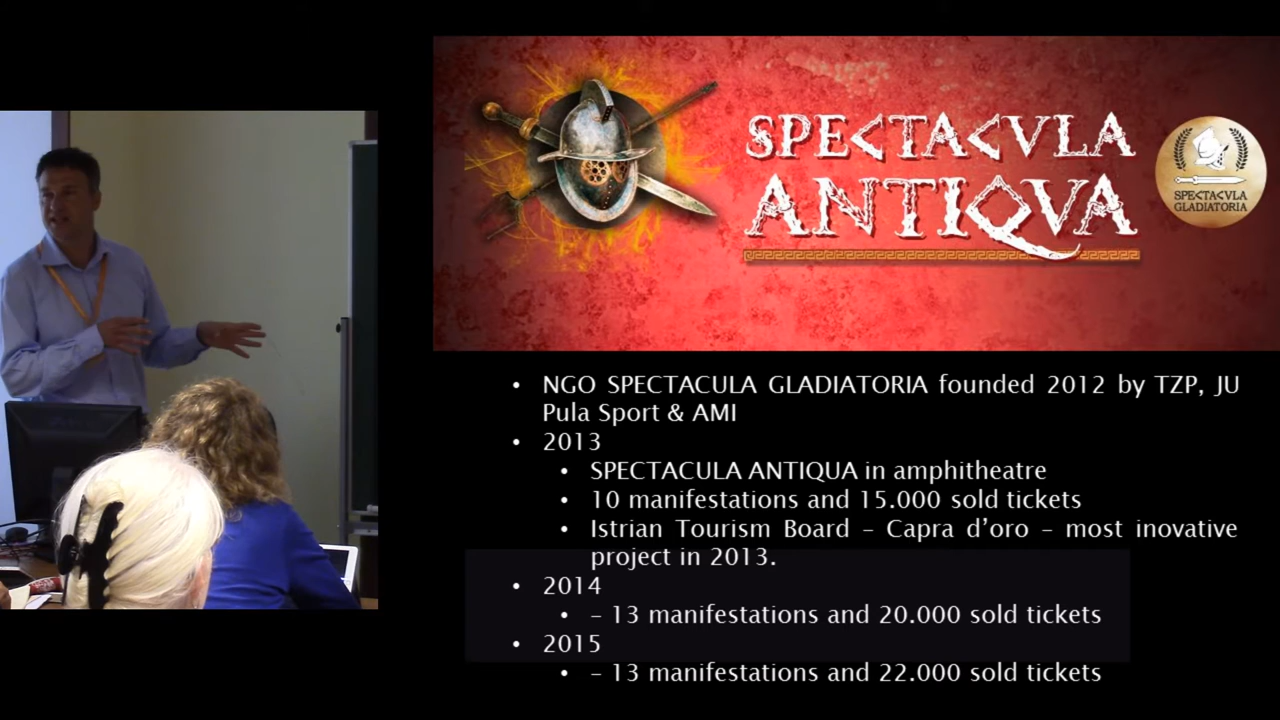 SPECTACVLA
ANTIQVA
SPECTACVLA
GLADIATORIA
• NGO SPECTACULA GLADIATORIA founded 2012 by TZP, JU
Pula Sport & AMI
• 2013
• SPECTACULA ANTIQUA in amphitheatre
• 10 manifestations and 15.000 sold tickets
• Istrian Tourism Board – Capra d’oro – most inovative
project in 2013.
• 2014
• – 13 manifestations and 20.000 sold tickets
• 2015
• – 13 manifestations and 22.000 sold tickets